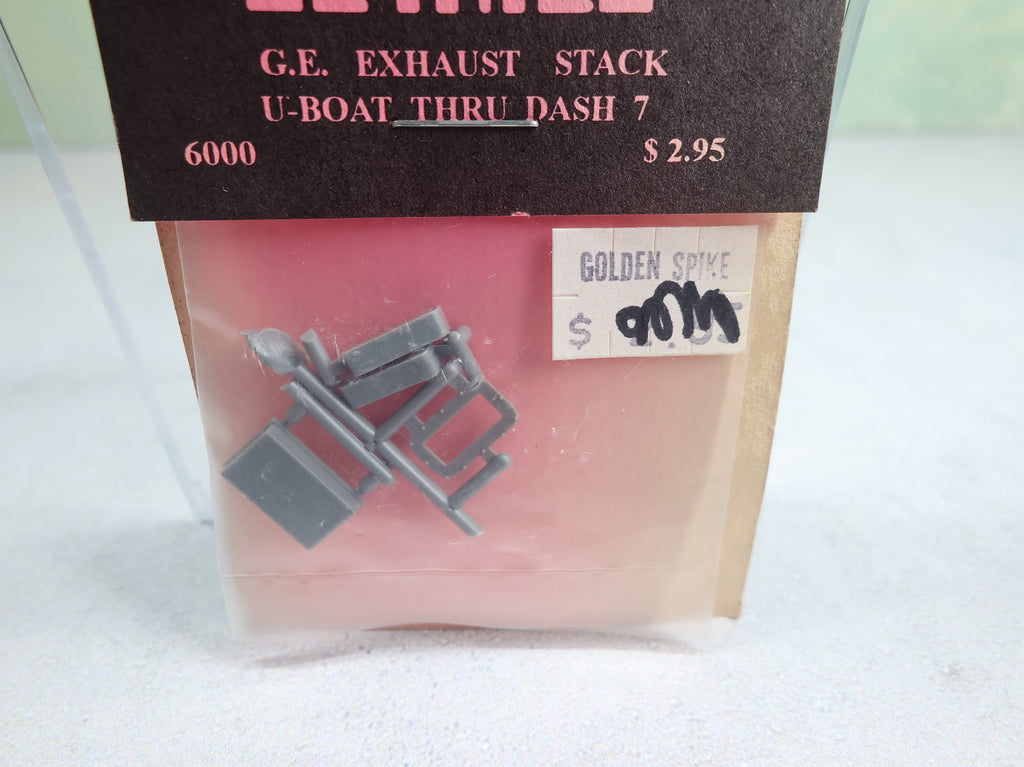 G.E. EXHAUST STACK
U-BOAT THRU DASH 7
6000 $ 2.95
GOLDEN SPIKE
$